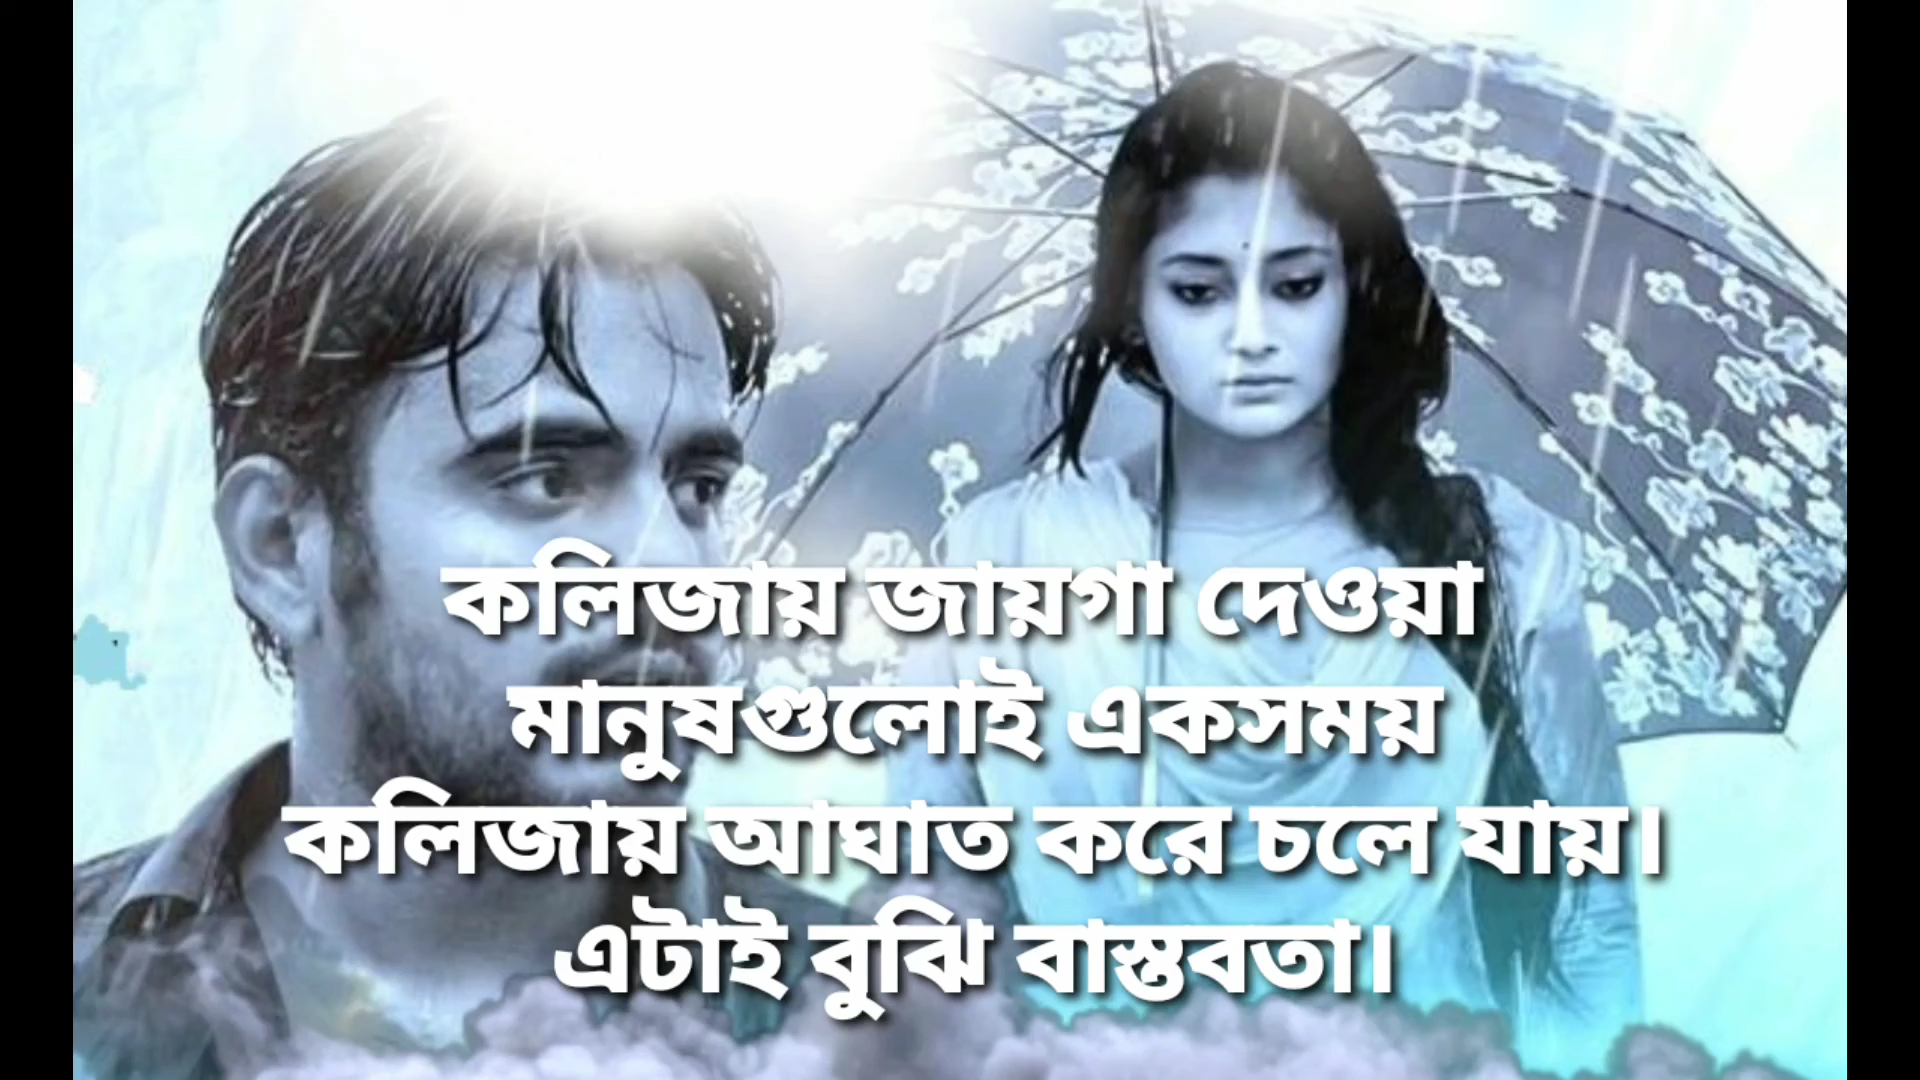 কলিজায় জায়গা দেওয়া
মানুষগুলোই একসময়
কলিজায় আঘাত করে চলে যায়।
এটাই বুঝি বাস্তবতা।